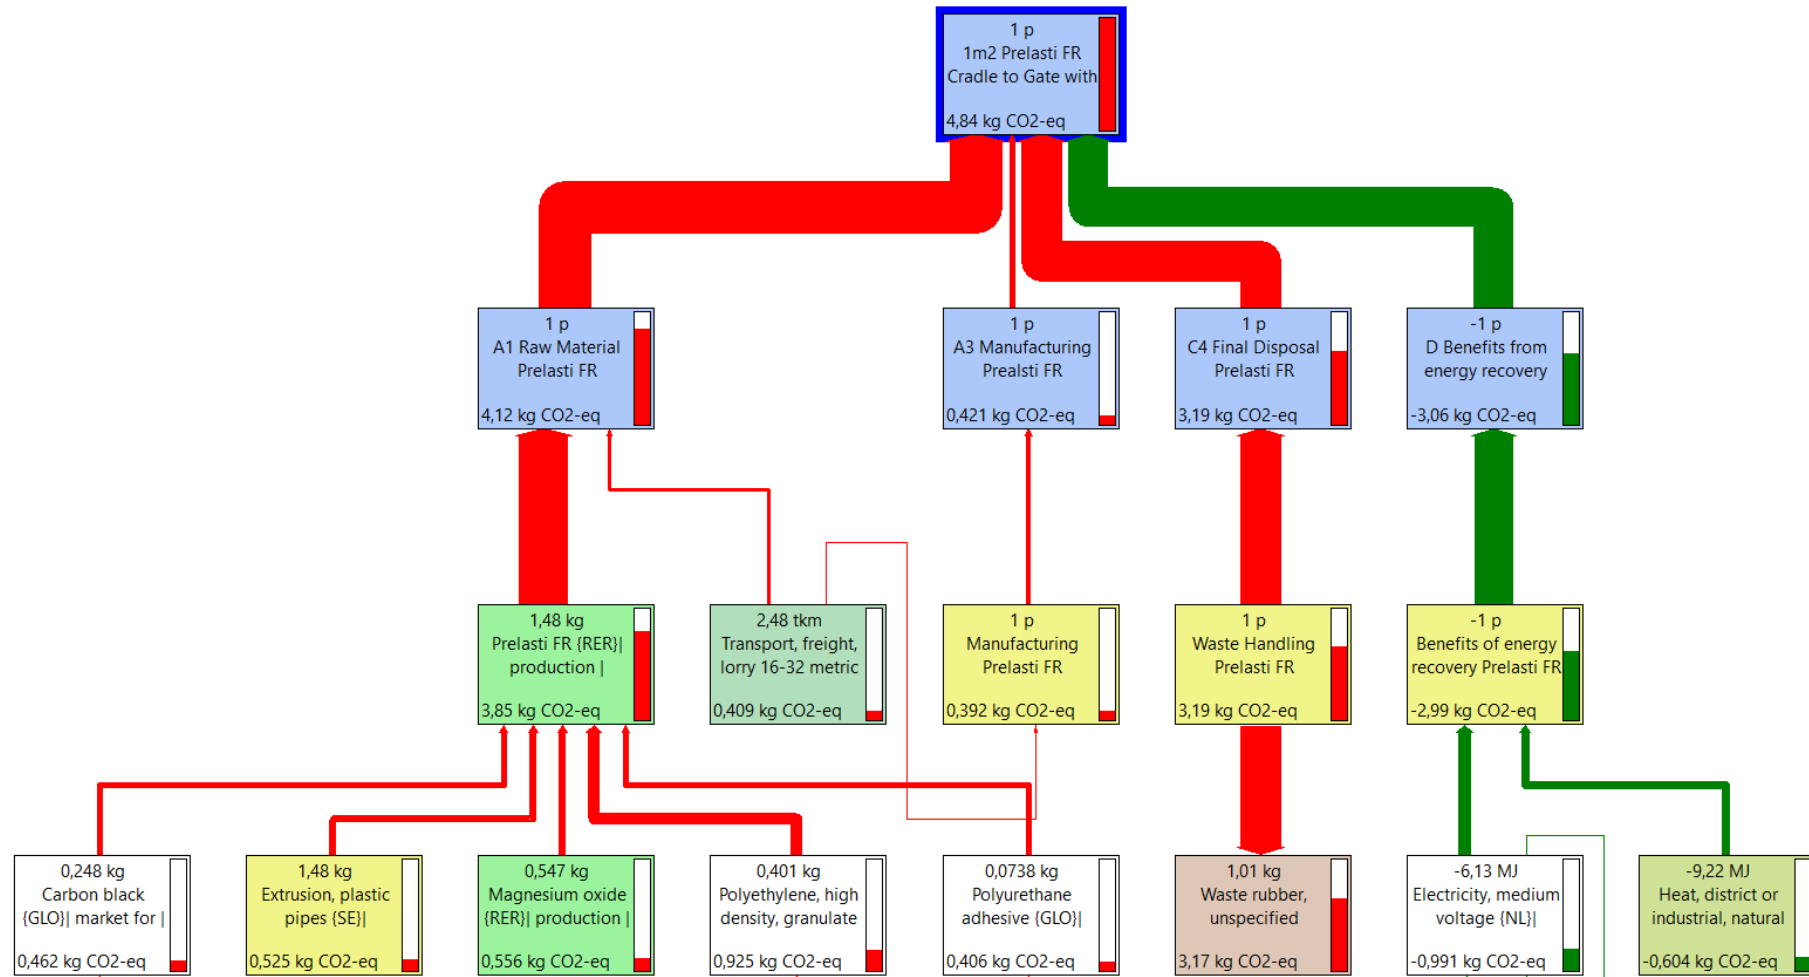 1 p
1m2 Prelasti FR
Cradle to Gate with
4,84 kg CO2-eq
1 p
A1 Raw Material
Prelasti FR
4,12 kg CO2-eq
1 p
A3 Manufacturing
Prealsti FR
0,421 kg CO2-eq
1 p
C4 Final Disposal
Prelasti FR
3,19 kg CO2-eq
-1 p
D Benefits from
energy recovery
-3,06 kg CO2-eq
1,48 kg
Prelasti FR {RER}|
production |
3,85 kg CO2-eq
2,48 tkm
Transport, freight,
lorry 16-32 metric
0,409 kg CO2-eq
1 p
Manufacturing
Prelasti FR
0,392 kg CO2-eq
1 p
Waste Handling
Prelasti FR
3,19 kg CO2-eq
-1 p
Benefits of energy
recovery Prelasti FR
-2,99 kg CO2-eq
0,248 kg
Carbon black
{GLO}| market for |
0,462 kg CO2-eq
1,48 kg
Extrusion, plastic
pipes {SE}|
0,525 kg CO2-eq
0,547 kg
Magnesium oxide
{RER}| production |
0,556 kg CO2-eq
0,401 kg
Polyethylene, high
density, granulate
0,925 kg CO2-eq
0,0738 kg
Polyurethane
adhesive {GLO}|
0,406 kg CO2-eq
1,01 kg
Waste rubber,
unspecified
3,17 kg CO2-eq
-6,13 MJ
Electricity, medium
voltage {NL}|
-0,991 kg CO2-eq
-9,22 MJ
Heat, district or
industrial, natural
-0,604 kg CO2-eq